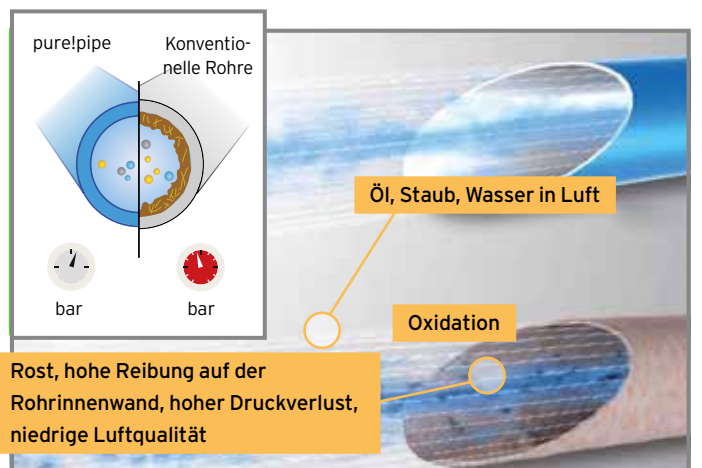 pure!pipe
Konventio-
nelle Rohre
bar
bar
Öl, Staub, Wasser in Luft
Oxidation
Rost, hohe Reibung auf der
Rohrinnenwand, hoher Druckverlust,
niedrige Luftqualität